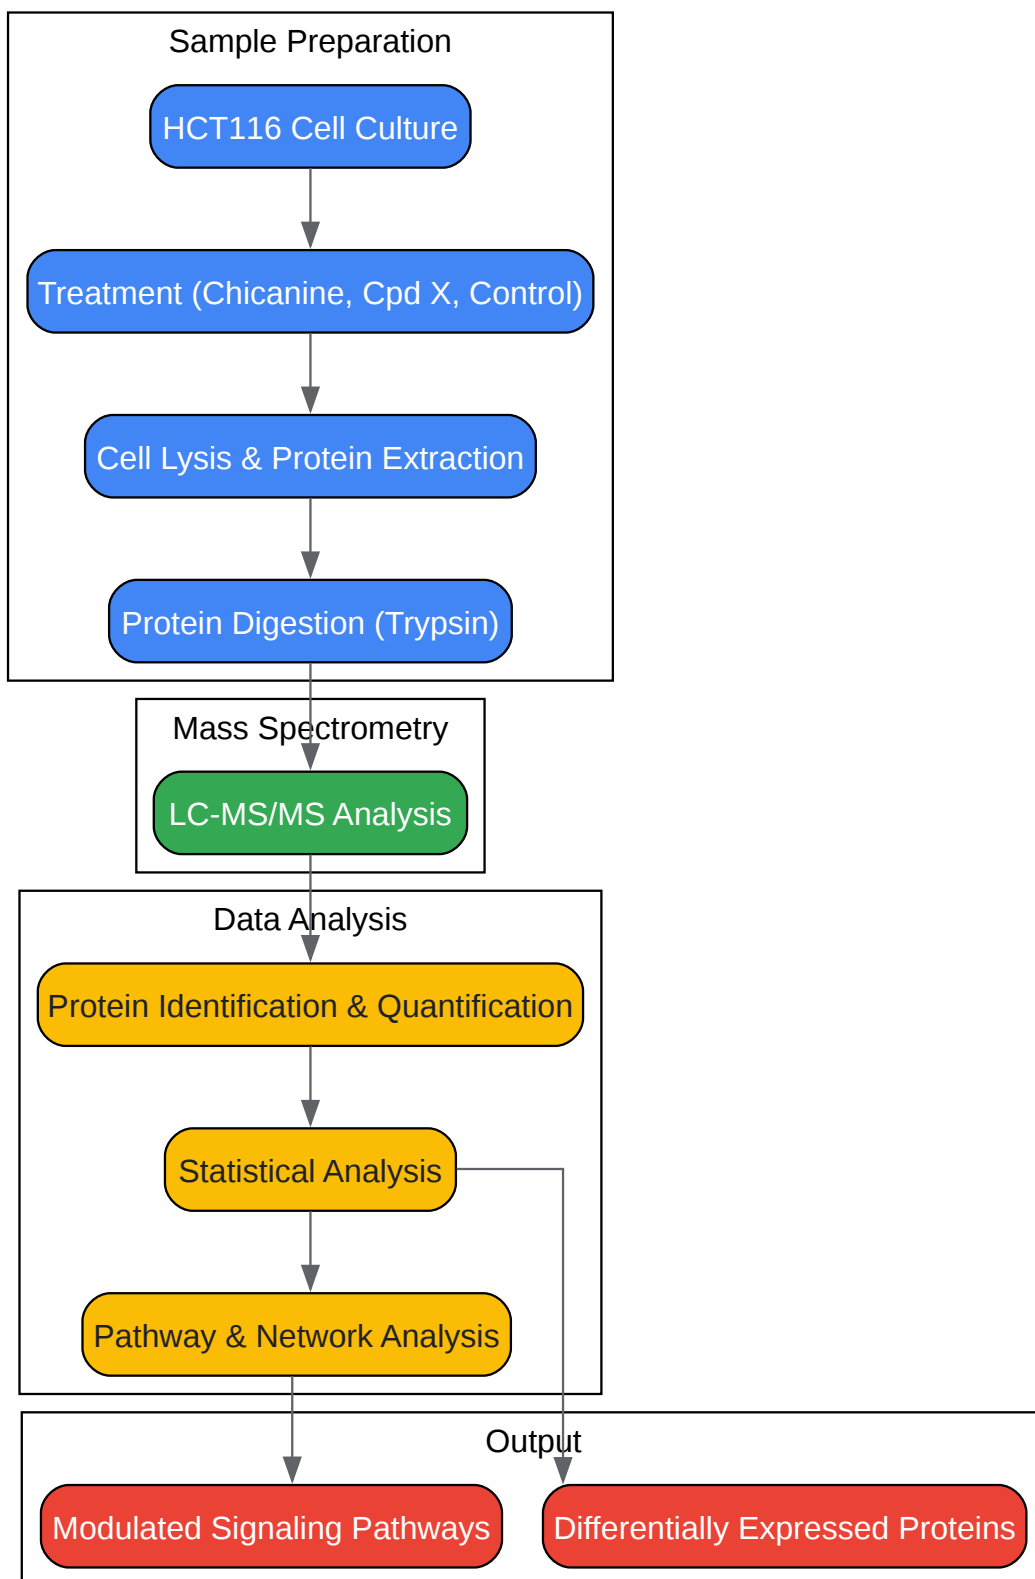 Sample Preparation
HCT116 Cell Culture
Treatment (Chicanine, Cpd X, Control)
Cell Lysis & Protein Extraction
Protein Digestion (Trypsin)
Mass Spectrometry
LC-MS/MS Analysis
Data Analysis
Protein Identification & Quantification
Statistical Analysis
Pathway & Network Analysis
Output
Modulated Signaling Pathways
Differentially Expressed Proteins